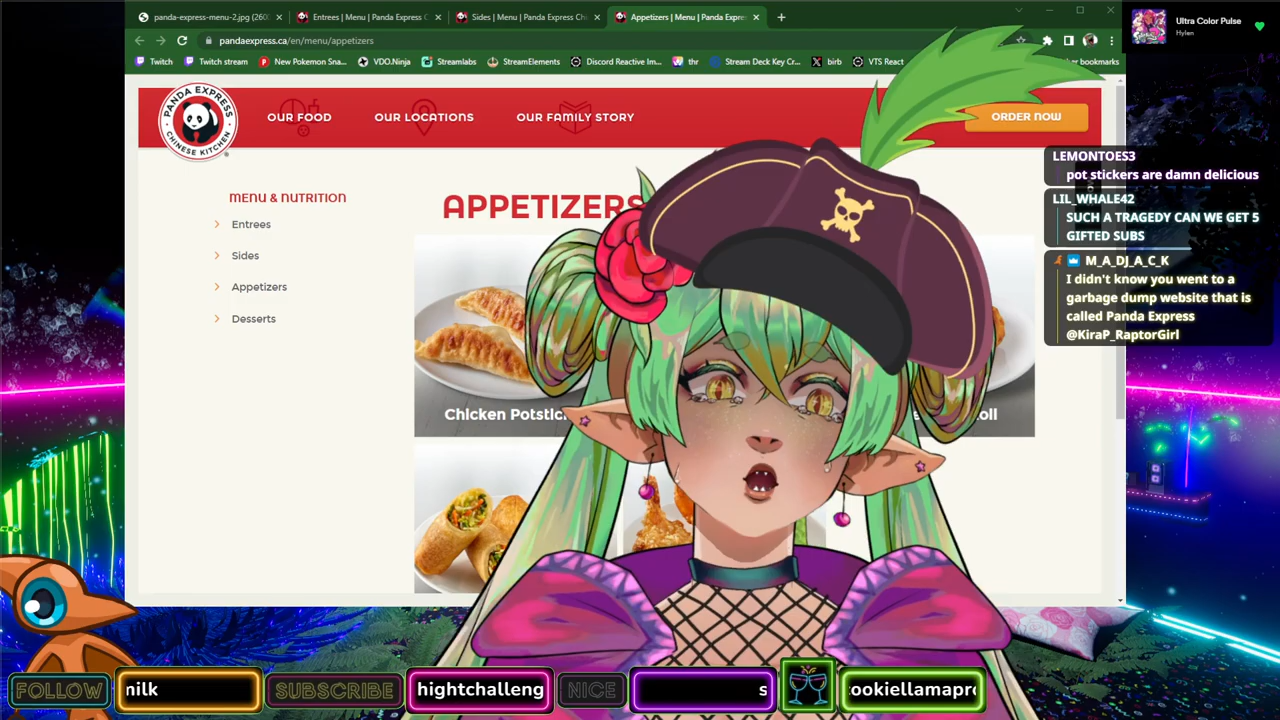 panda-express-menu-2.jpg (260
Entrees | Menu | Panda Express C
Sides | Menu | Panda Express Ch
Appetizers | Menu | Panda Expre
pandaexpress.ca/en/menu/appetizers
Twitch
Twitch stream
New Pokemon Sna...
VDO.Ninja
Streamlabs
StreamElements
Discord Reactive Im...
thr
Stream Deck Key Cr...
birb
VTS React
bookmarks
Ultra Color Pulse
Hylen
PANDA EXPRESS
CHINESE KITCHEN
OUR FOOD
OUR LOCATIONS
OUR FAMILY STORY
ORDER NOW
MENU & NUTRITION
Entrees
Sides
Appetizers
Desserts
APPETIZERS
Chicken Potstic
oll
LEMONTOES3
pot stickers are damn delicious
LIL_WHALE42
SUCH A TRAGEDY CAN WE GET 5
GIFTED SUBS
M_A_DJ_A_C_K
I didn't know you went to a
garbage dump website that is
called Panda Express
@KiraP_RaptorGirl
FOLLOW
nilk
SUBSCRIBE
hightchalleng
NICE
s
ookiellamapro